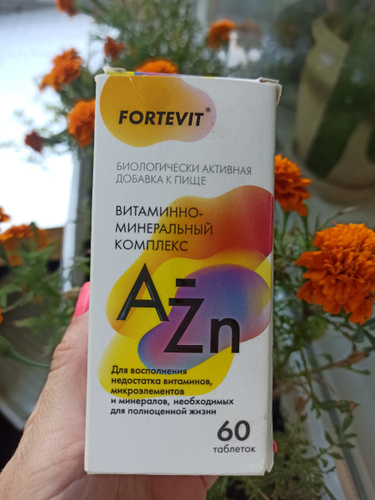 FORTEVIT®
БИОЛОГИЧЕСКИ АКТИВНАЯ
ДОБАВКА К ПИЩЕ
ВИТАМИННО-
МИНЕРАЛЬНЫЙ
КОМПЛЕКС
A-
Zn
Для восполнения
недостатка витаминов,
микроэлементов
и минералов, необходимых
для полноценной жизни
60
таблеток